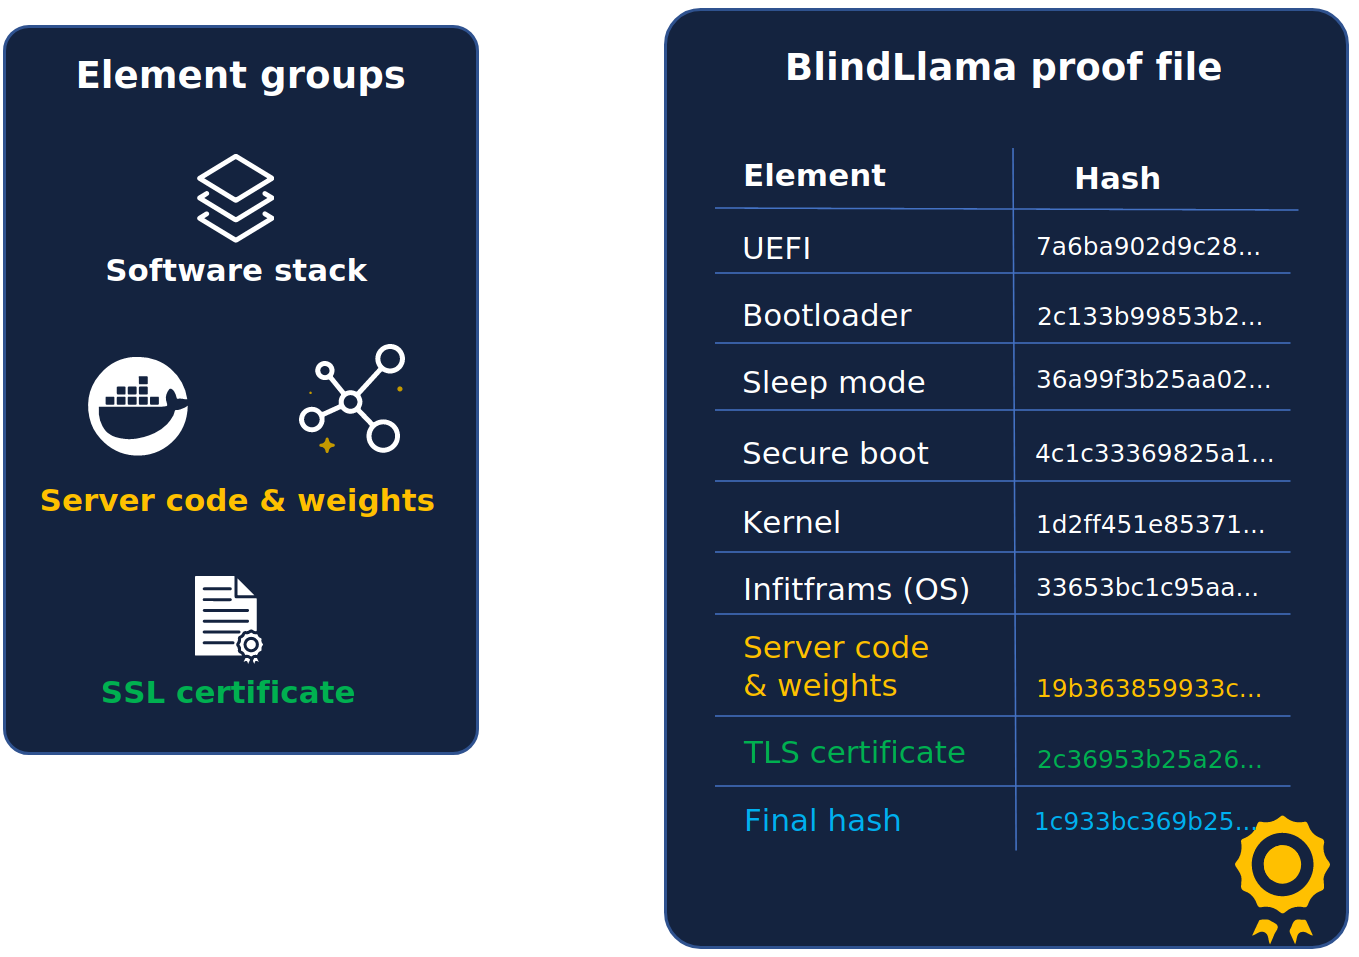 Element groups
Software stack
Server code & weights
SSL certificate
BlindLlama proof file
Element Hash
UEFI 7a6ba902d9c28...
Bootloader 2c133b99853b2...
Sleep mode 36a99f3b25aa02...
Secure boot 4c1c33369825a1...
Kernel 1d2ff451e85371...
Infitframs (OS) 33653bc1c95aa...
Server code
& weights 19b363859933c...
TLS certificate 2c36953b25a26...
Final hash 1c933bc369b25...